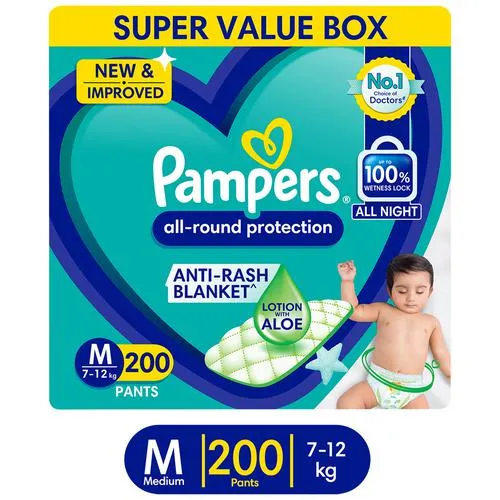 SUPER VALUE BOX
NEW &
IMPROVED
No.1
Choice of
Doctors#
Pampers®
all-round protection
UP TO
100%
WETNESS LOCK
ALL NIGHT
ANTI-RASH
BLANKET^
LOTION
WITH
ALOE
M
7-12 kg
200
PANTS
M
Medium
200
Pants
7-12
kg